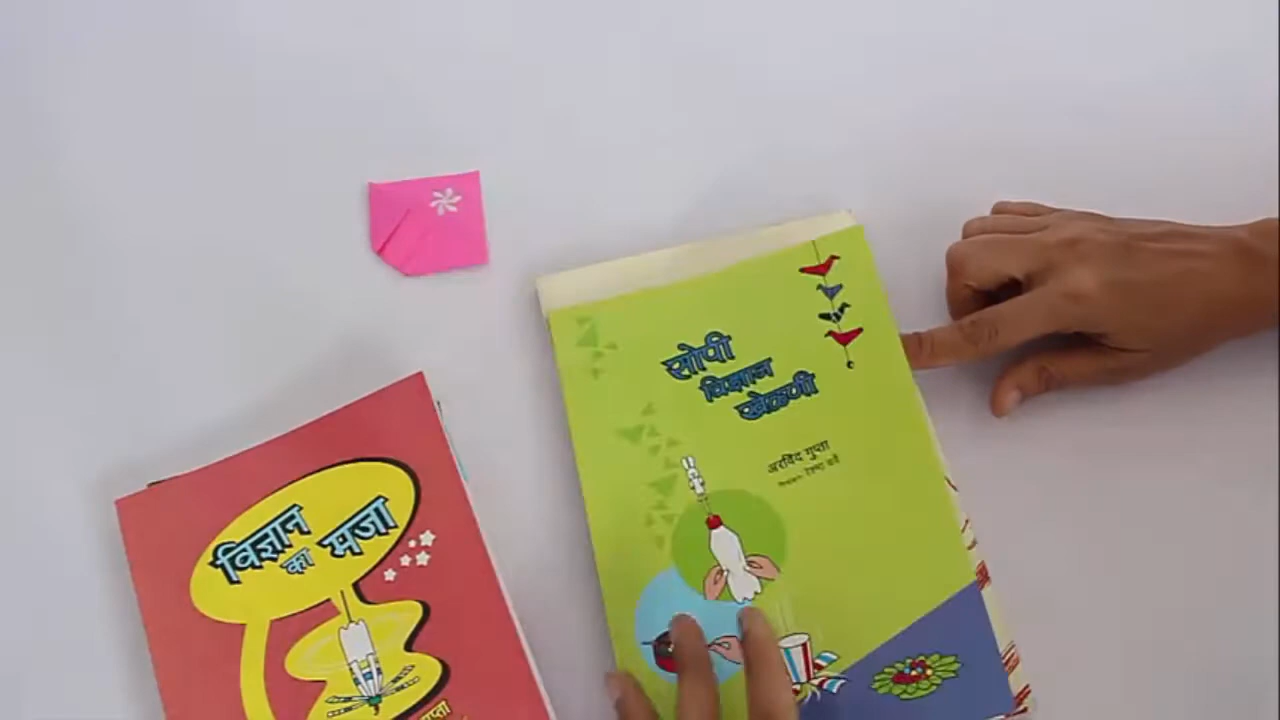 सोपी
विज्ञान
खेळणी
अरविंद गुप्ता
विज्ञान
का मजा
गुप्ता